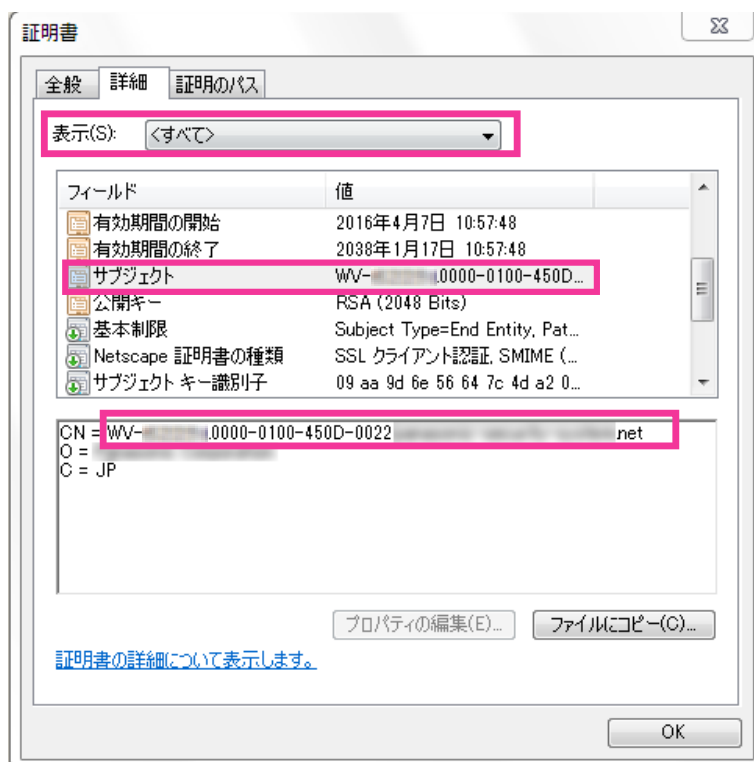 証明書
全般 詳細 証明のパス
表示(S): <すべて>
フィールド 値
有効期間の開始 2016年4月7日 10:57:48
有効期間の終了 2038年1月17日 10:57:48
サブジェクト WV- .0000-0100-450D...
公開キー RSA (2048 Bits)
基本制限 Subject Type=End Entity, Pat...
Netscape 証明書の種類 SSL クライアント認証, SMIME (...
サブジェクト キー識別子 09 aa 9d 6e 56 64 7c 4d a2 0...
CN = WV- .0000-0100-450D-0022 net
O =
C = JP
プロパティの編集(E)... ファイルにコピー(C)...
証明書の詳細について表示します。
OK